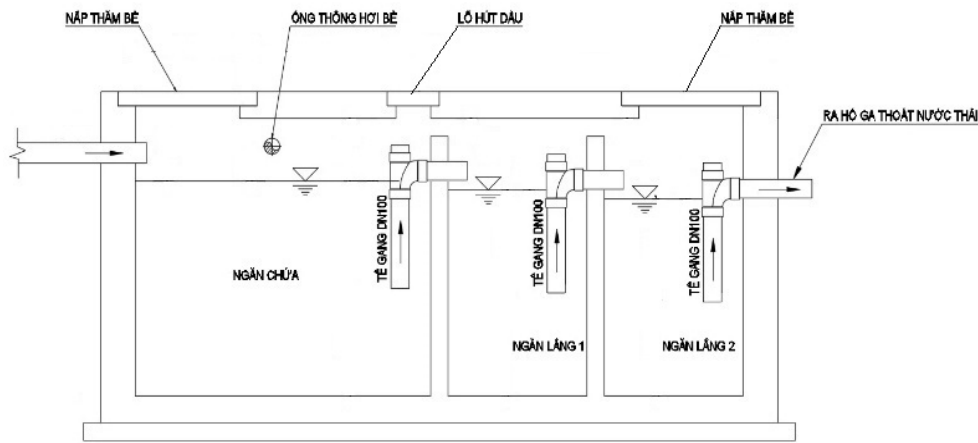 NẮP THĂM BỂ
ỐNG THÔNG HƠI BỂ
LỖ HÚT DẦU
NẮP THĂM BỂ
RA HỐ GA THOÁT NƯỚC THẢI
TÊ GANG DN100
TÊ GANG DN100
TÊ GANG DN100
NGĂN CHỨA
NGĂN LẮNG 1
NGĂN LẮNG 2